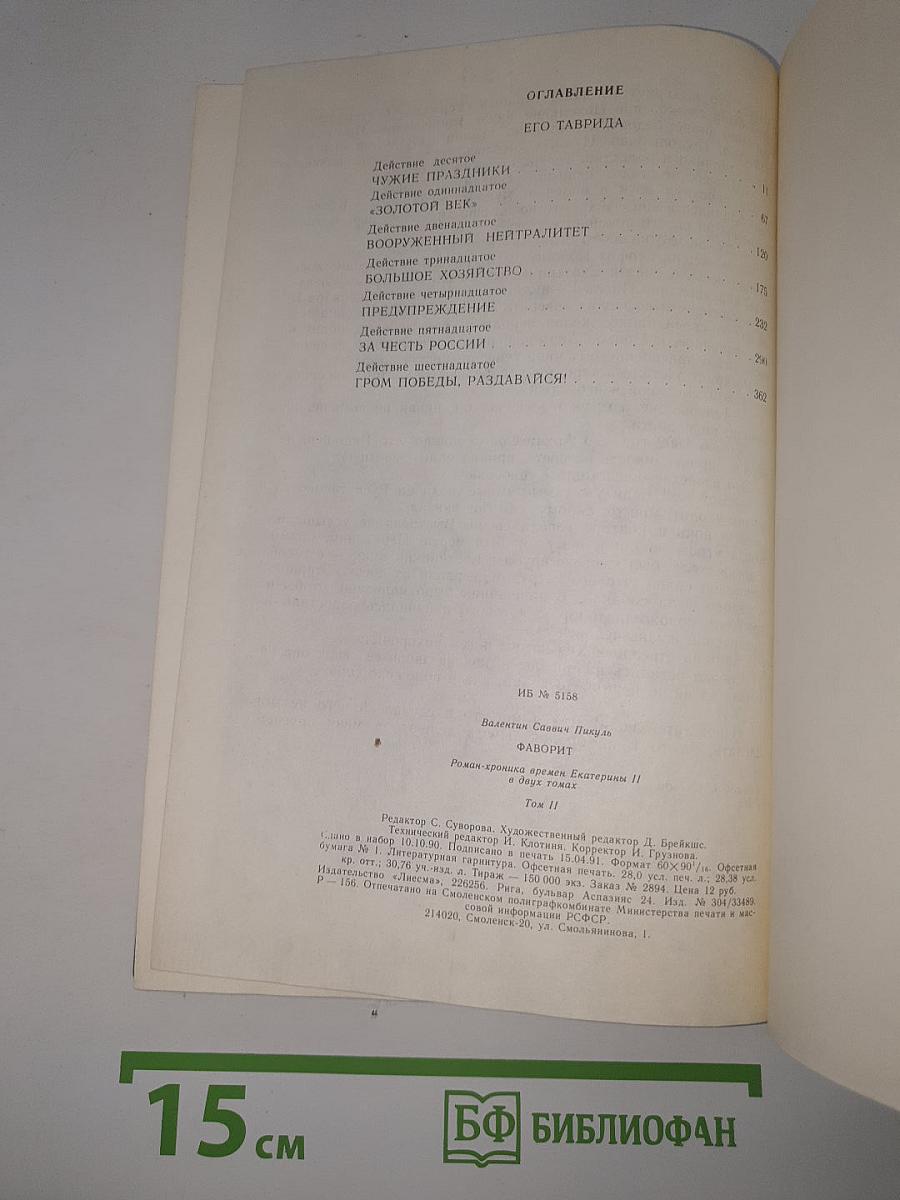 ОГЛАВЛЕНИЕ
ЕГО ТАВРИДА
Действие десятое
ЧУЖИЕ ПРАЗДНИКИ . . . . . . . . . . . . 11
Действие одиннадцатое
«ЗОЛОТОЙ ВЕК» . . . . . . . . . . . . 67
Действие двенадцатое
ВООРУЖЕННЫЙ НЕЙТРАЛИТЕТ . . . . . . . . . 120
Действие тринадцатое
БОЛЬШОЕ ХОЗЯЙСТВО . . . . . . . . . . . 175
Действие четырнадцатое
ПРЕДУПРЕЖДЕНИЕ . . . . . . . . . . . . 232
Действие пятнадцатое
ЗА ЧЕСТЬ РОССИИ . . . . . . . . . . . . 290
Действие шестнадцатое
ГРОМ ПОБЕДЫ, РАЗДАВАЙСЯ! . . . . . . . . . 362
ИБ № 5158
Валентин Саввич Пикуль
ФАВОРИТ
Роман-хроника времен Екатерины II
в двух томах
Том II
Редактор С. Суворова. Художественный редактор Д. Брейкшс.
Технический редактор И. Клотиня. Корректор И. Грузнова.
Сдано в набор 10.10.90. Подписано в печать 15.04.91. Формат 60×90¹/₁₆. Офсетная
бумага № 1. Литературная гарнитура. Офсетная печать. 28,0 усл. печ. л.; 28,38 усл.
кр. отт.; 30,76 уч.-изд. л. Тираж — 150 000 экз. Заказ № 2894. Цена 12 руб.
Издательство «Лиесма», 226256. Рига, бульвар Аспазияс 24. Изд. № 304/33489.
Р — 156. Отпечатано на Смоленском полиграфкомбинате Министерства печати и мас-
совой информации РСФСР.
214020, Смоленск-20, ул. Смольянинова, 1.
15 см
БФ БИБЛИОФАН